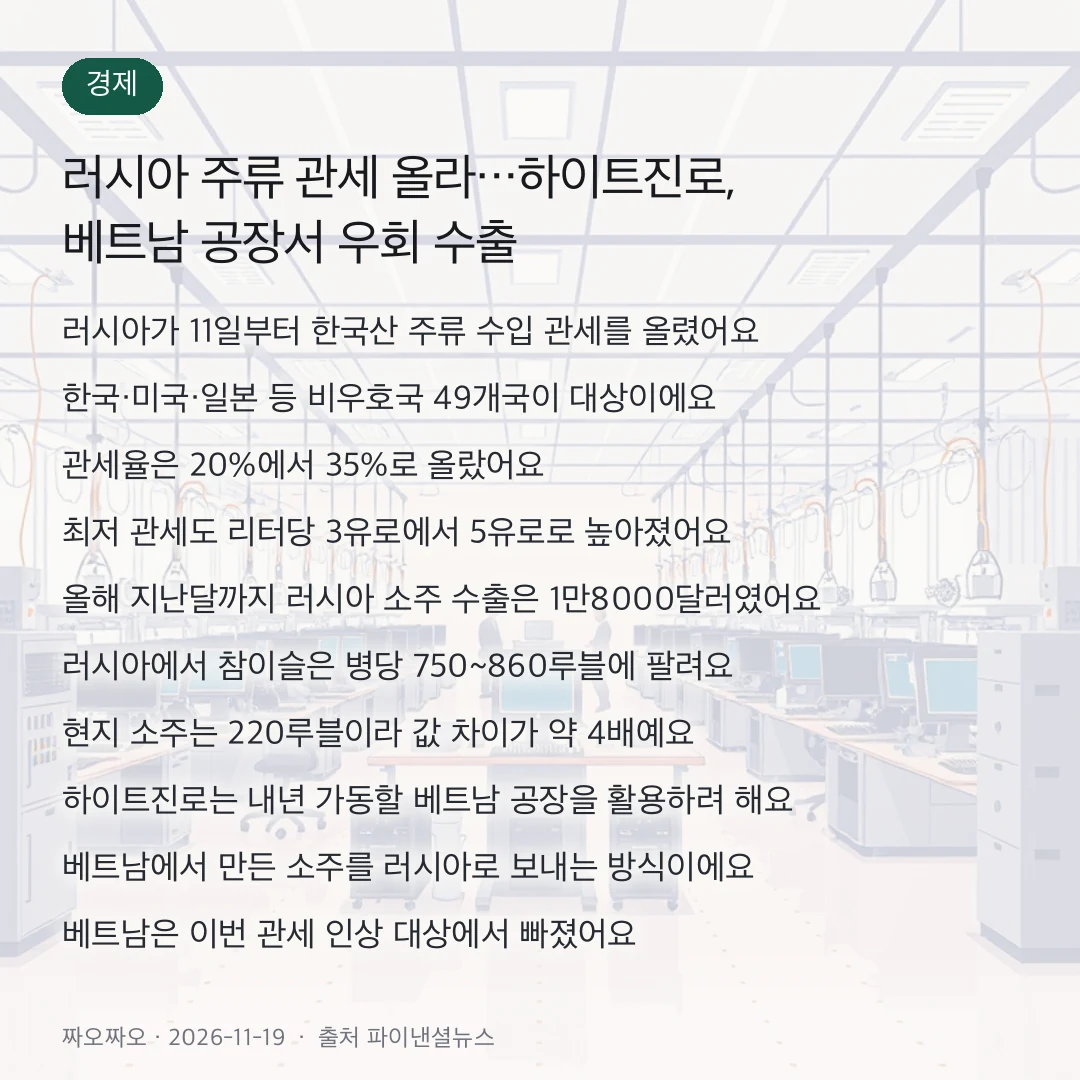 경제
러시아 주류 관세 올라…하이트진로,
베트남 공장서 우회 수출
러시아가 11일부터 한국산 주류 수입 관세를 올렸어요
한국·미국·일본 등 비우호국 49개국이 대상이에요
관세율은 20%에서 35%로 올랐어요
최저 관세도 리터당 3유로에서 5유로로 높아졌어요
올해 지난달까지 러시아 소주 수출은 1만8000달러였어요
러시아에서 참이슬은 병당 750~860루블에 팔려요
현지 소주는 220루블이라 값 차이가 약 4배예요
하이트진로는 내년 가동할 베트남 공장을 활용하려 해요
베트남에서 만든 소주를 러시아로 보내는 방식이에요
베트남은 이번 관세 인상 대상에서 빠졌어요
짜오짜오 · 2026-11-19 · 출처 파이낸셜뉴스